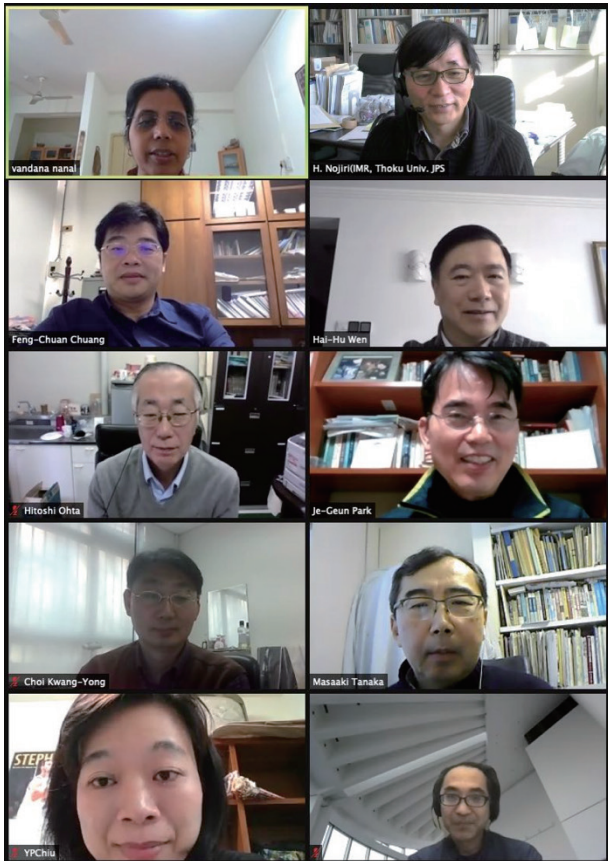 vandana nanal
H. Nojiri(IMR, Thoku Univ. JPS
Feng-Chuan Chuang
Hai-Hu Wen
Hitoshi Ohta
Je-Geun Park
Choi Kwang-Yong
Masaaki Tanaka
STEPH
YPChiu